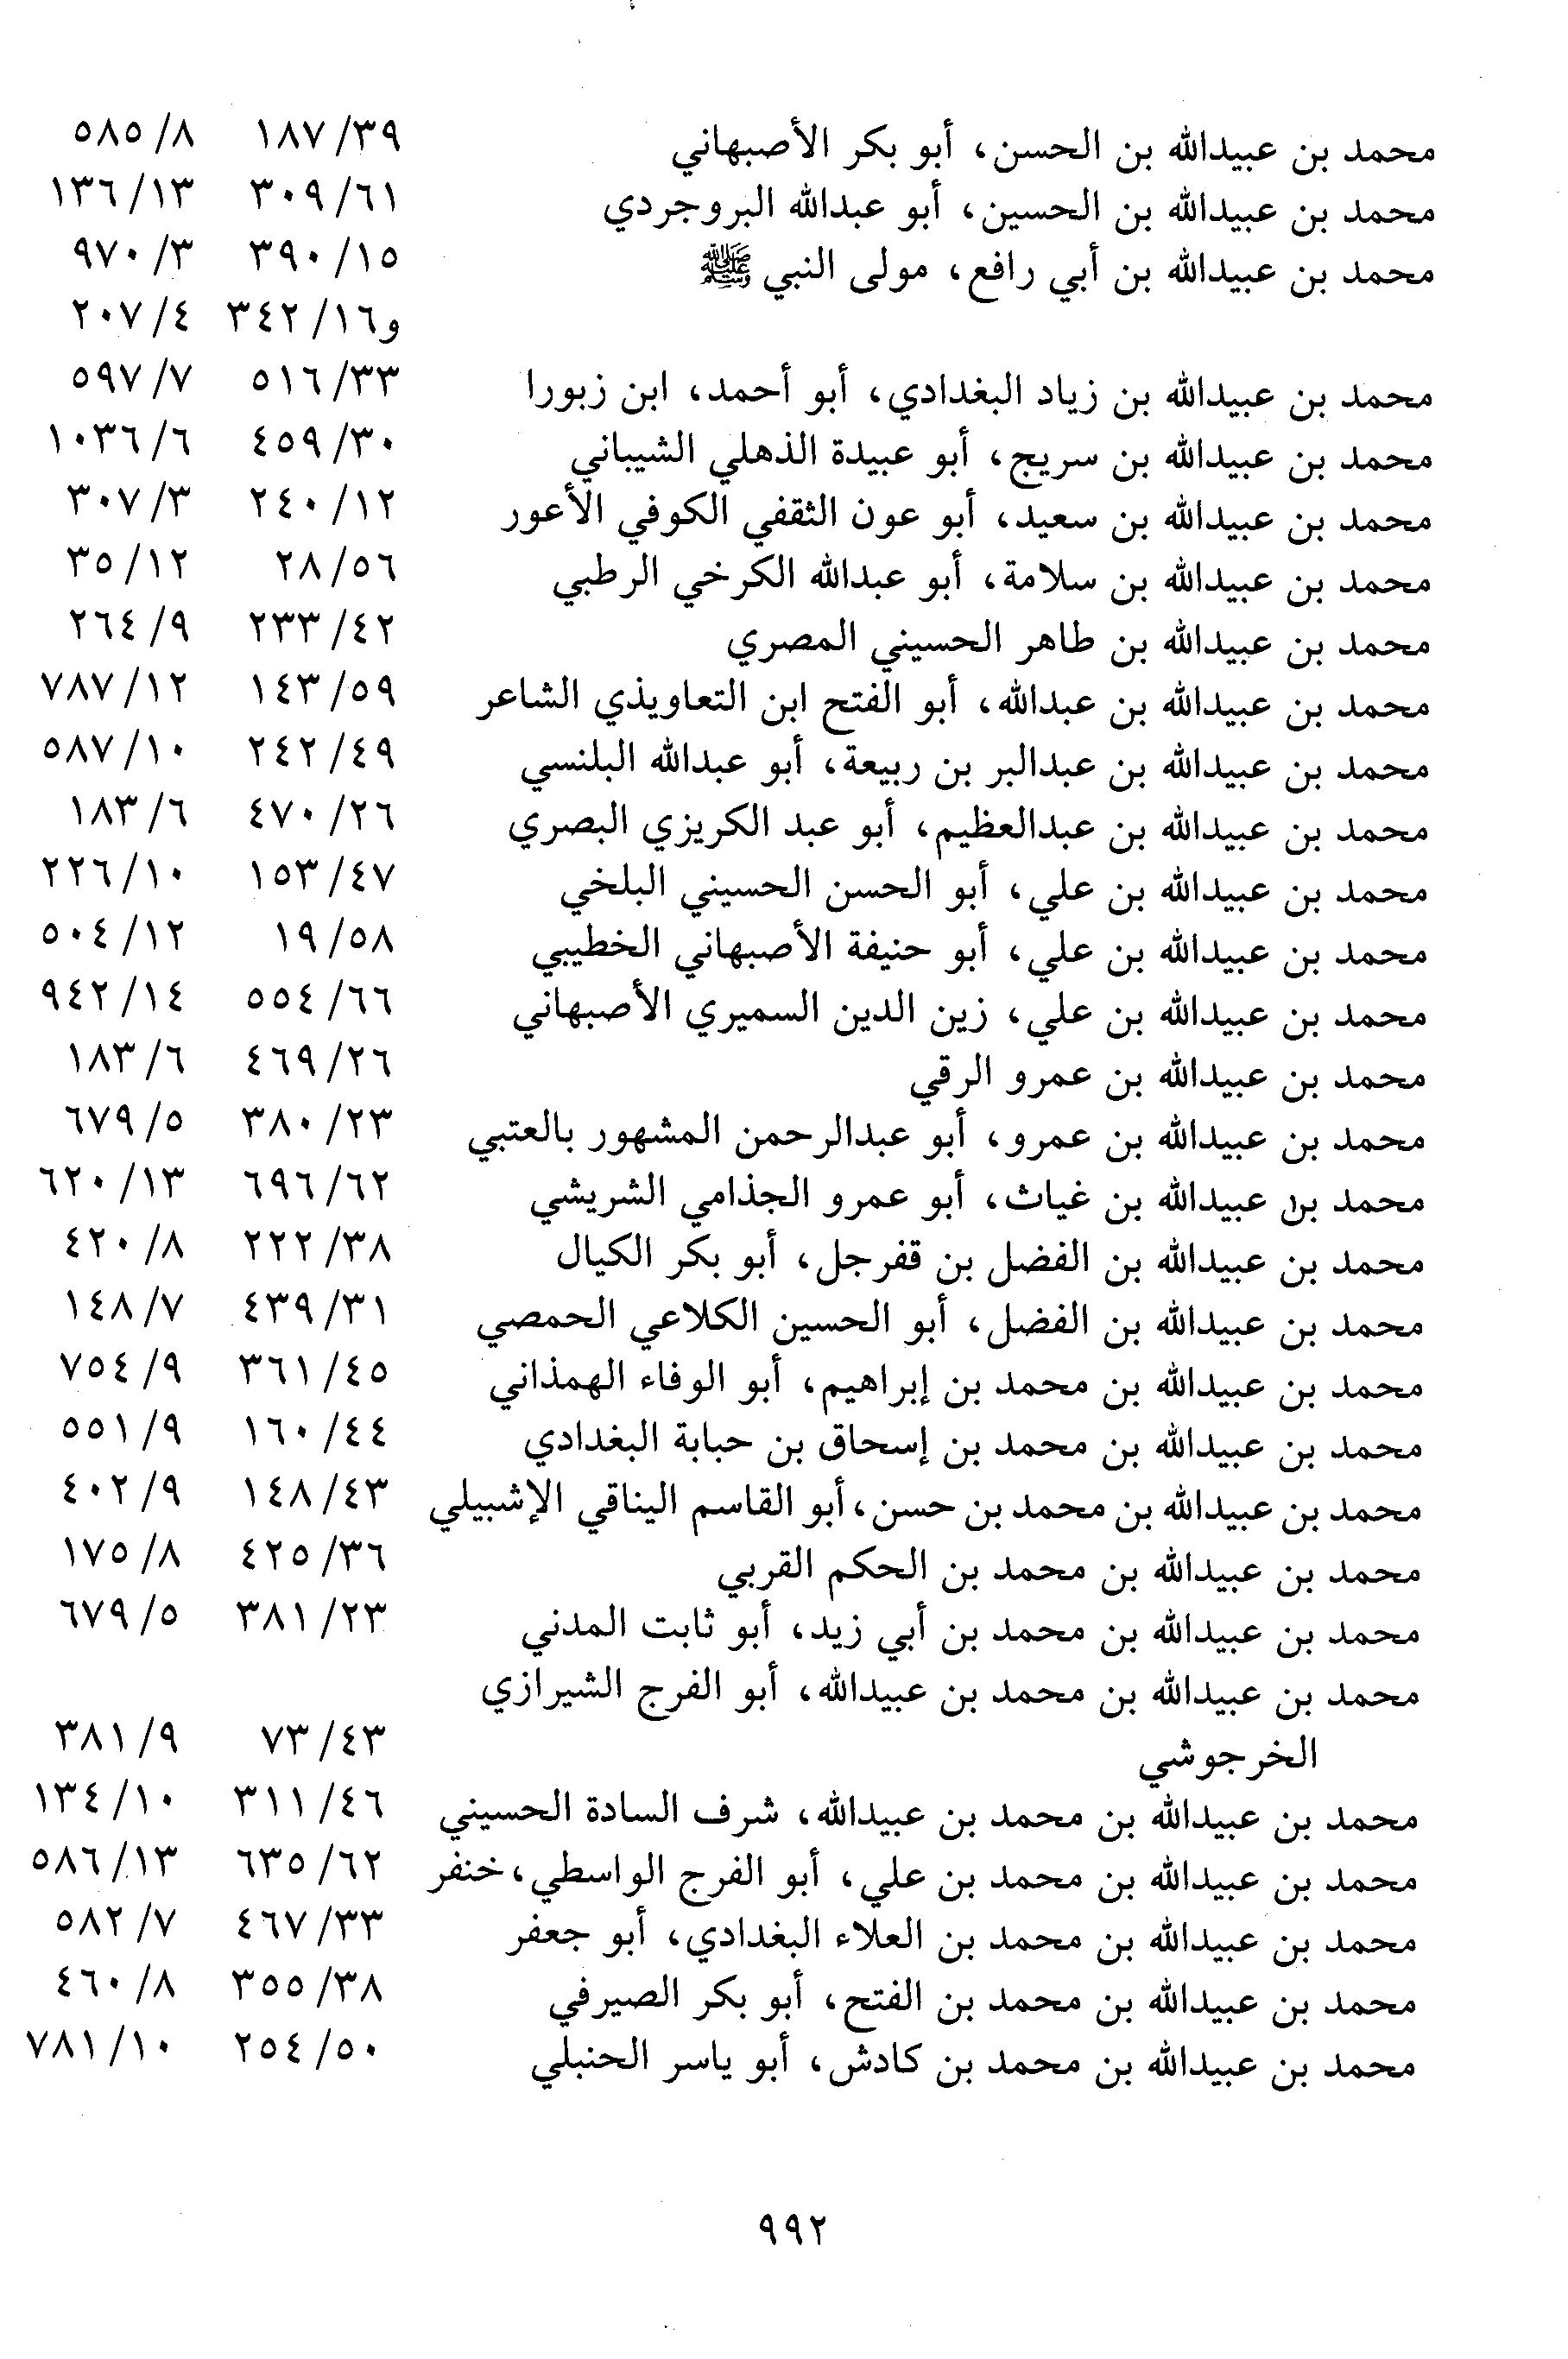 محمد بن عبيدالله بن الحسن، أبو بكر الأصبهاني ٣٩/ ١٨٧ ٨/ ٥٨٥
محمد بن عبيدالله بن الحسين، أبو عبدالله البروجردي ٦١/ ٣٠٩ ١٣/ ١٣٦
محمد بن عبيدالله بن أبي رافع، مولى النبي ﷺ ١٥/ ٣٩٠ ٣/ ٩٧٠
و١٦/ ٣٤٢ ٤/ ٢٠٧
محمد بن عبيدالله بن زياد البغدادي، أبو أحمد، ابن زبورا ٣٣/ ٥١٦ ٧/ ٥٩٧
محمد بن عبيدالله بن سريج، أبو عبيدة الذهلي الشيباني ٣٠/ ٤٥٩ ٦/ ١٠٣٦
محمد بن عبيدالله بن سعيد، أبو عون الثقفي الكوفي الأعور ١٢/ ٢٤٠ ٣/ ٣٠٧
محمد بن عبيدالله بن سلامة، أبو عبدالله الكرخي الرطبي ٥٦/ ٢٨ ١٢/ ٣٥
محمد بن عبيدالله بن طاهر الحسيني المصري ٤٢/ ٢٣٣ ٩/ ٢٦٤
محمد بن عبيدالله بن عبدالله، أبو الفتح ابن التعاويذي الشاعر ٥٩/ ١٤٣ ١٢/ ٧٨٧
محمد بن عبيدالله بن عبدالبر بن ربيعة، أبو عبدالله البلنسي ٤٩/ ٢٤٢ ١٠/ ٥٨٧
محمد بن عبيدالله بن عبدالعظيم، أبو عبد الكريزي البصري ٢٦/ ٤٧٠ ٦/ ١٨٣
محمد بن عبيدالله بن علي، أبو الحسن الحسيني البلخي ٤٧/ ١٥٣ ١٠/ ٢٢٦
محمد بن عبيدالله بن علي، أبو حنيفة الأصبهاني الخطيبي ٥٨/ ١٩ ١٢/ ٥٠٤
محمد بن عبيدالله بن علي، زين الدين السميري الأصبهاني ٦٦/ ٥٥٤ ١٤/ ٩٤٢
محمد بن عبيدالله بن عمرو الرقي ٢٦/ ٤٦٩ ٦/ ١٨٣
محمد بن عبيدالله بن عمرو، أبو عبدالرحمن المشهور بالعتبي ٢٣/ ٣٨٠ ٥/ ٦٧٩
محمد بن عبيدالله بن غياث، أبو عمرو الجذامي الشريشي ٦٢/ ٦٩٦ ١٣/ ٦٢٠
محمد بن عبيدالله بن الفضل بن قفرجل، أبو بكر الكيال ٣٨/ ٢٢٢ ٨/ ٤٢٠
محمد بن عبيدالله بن الفضل، أبو الحسين الكلاعي الحمصي ٣١/ ٤٣٩ ٧/ ١٤٨
محمد بن عبيدالله بن محمد بن إبراهيم، أبو الوفاء الهمذاني ٤٥/ ٣٦١ ٩/ ٧٥٤
محمد بن عبيدالله بن محمد بن إسحاق بن حبابة البغدادي ٤٤/ ١٦٠ ٩/ ٥٥١
محمد بن عبيدالله بن محمد بن حسن، أبو القاسم اليناقي الإشبيلي ٤٣/ ١٤٨ ٩/ ٤٠٢
محمد بن عبيدالله بن محمد بن الحكم القربي ٣٦/ ٤٢٥ ٨/ ١٧٥
محمد بن عبيدالله بن محمد بن أبي زيد، أبو ثابت المدني ٢٣/ ٣٨١ ٥/ ٦٧٩
محمد بن عبيدالله بن محمد بن عبيدالله، أبو الفرج الشيرازي
الخرجوشي ٤٣/ ٧٣ ٩/ ٣٨١
محمد بن عبيدالله بن محمد بن عبيدالله، شرف السادة الحسيني ٤٦/ ٣١١ ١٠/ ١٣٤
محمد بن عبيدالله بن محمد بن علي، أبو الفرج الواسطي، خنفر ٦٢/ ٦٣٥ ١٣/ ٥٨٦
محمد بن عبيدالله بن محمد بن العلاء البغدادي، أبو جعفر ٣٣/ ٤٦٧ ٧/ ٥٨٢
محمد بن عبيدالله بن محمد بن الفتح، أبو بكر الصيرفي ٣٨/ ٣٥٥ ٨/ ٤٦٠
محمد بن عبيدالله بن محمد بن كادش، أبو ياسر الحنبلي ٥٠/ ٢٥٤ ١٠/ ٧٨١
٩٩٢